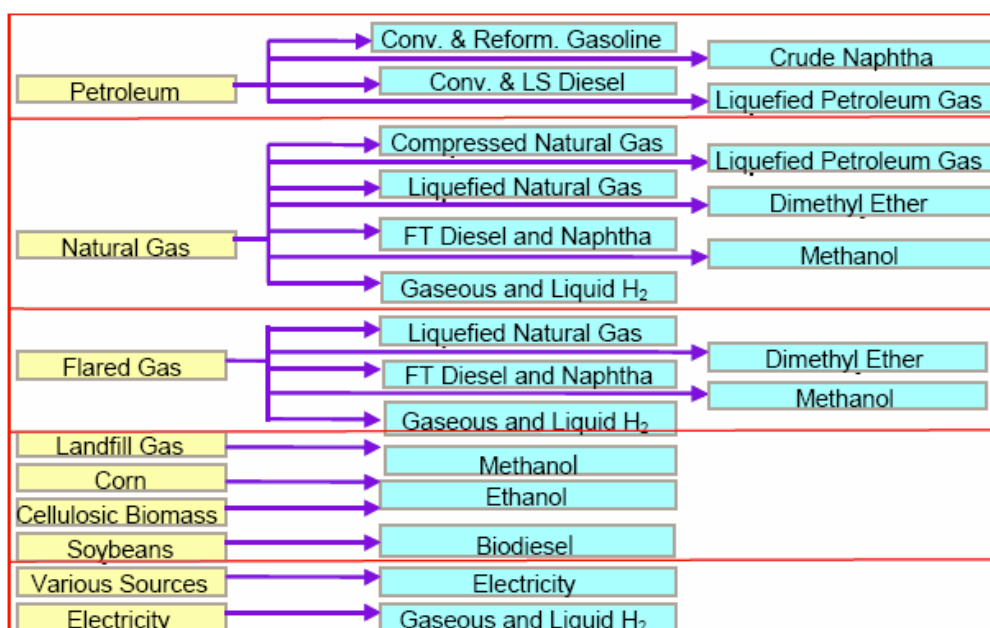 Petroleum
Conv. & Reform. Gasoline
Crude Naphtha
Conv. & LS Diesel
Liquefied Petroleum Gas
Natural Gas
Compressed Natural Gas
Liquefied Petroleum Gas
Liquefied Natural Gas
Dimethyl Ether
FT Diesel and Naphtha
Methanol
Gaseous and Liquid H₂
Flared Gas
Liquefied Natural Gas
Dimethyl Ether
FT Diesel and Naphtha
Methanol
Gaseous and Liquid H₂
Landfill Gas
Methanol
Corn
Ethanol
Cellulosic Biomass
Soybeans
Biodiesel
Various Sources
Electricity
Electricity
Gaseous and Liquid H₂